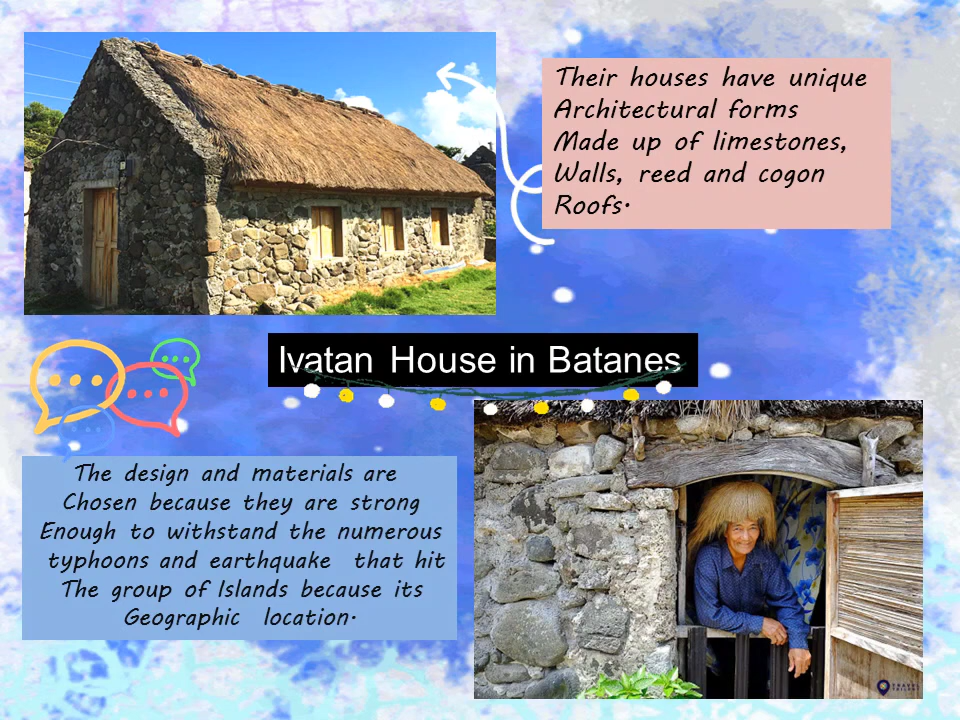 Their houses have unique
Architectural forms
Made up of limestones,
Walls, reed and cogon
Roofs.
Ivatan House in Batanes
The design and materials are
Chosen because they are strong
Enough to withstand the numerous
typhoons and earthquake that hit
The group of Islands because its
Geographic location.